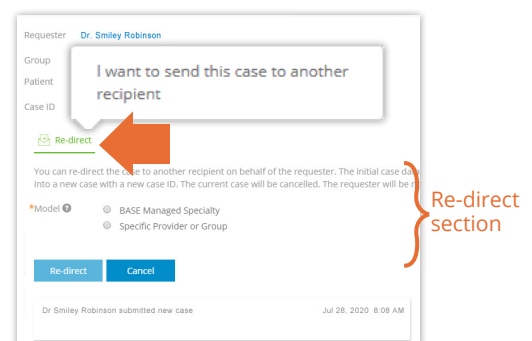 Requester Dr. Smiley Robinson
Group
Patient
Case ID
I want to send this case to another
recipient
Re-direct
You can re-direct the case to another recipient on behalf of the requester. The initial case
into a new case with a new case ID. The current case will be cancelled. The requester will be
*Model ?
BASE Managed Specialty
Specific Provider or Group
Re-direct Cancel
Re-direct
section
Dr Smiley Robinson submitted new case Jul 28, 2020 8:08 AM